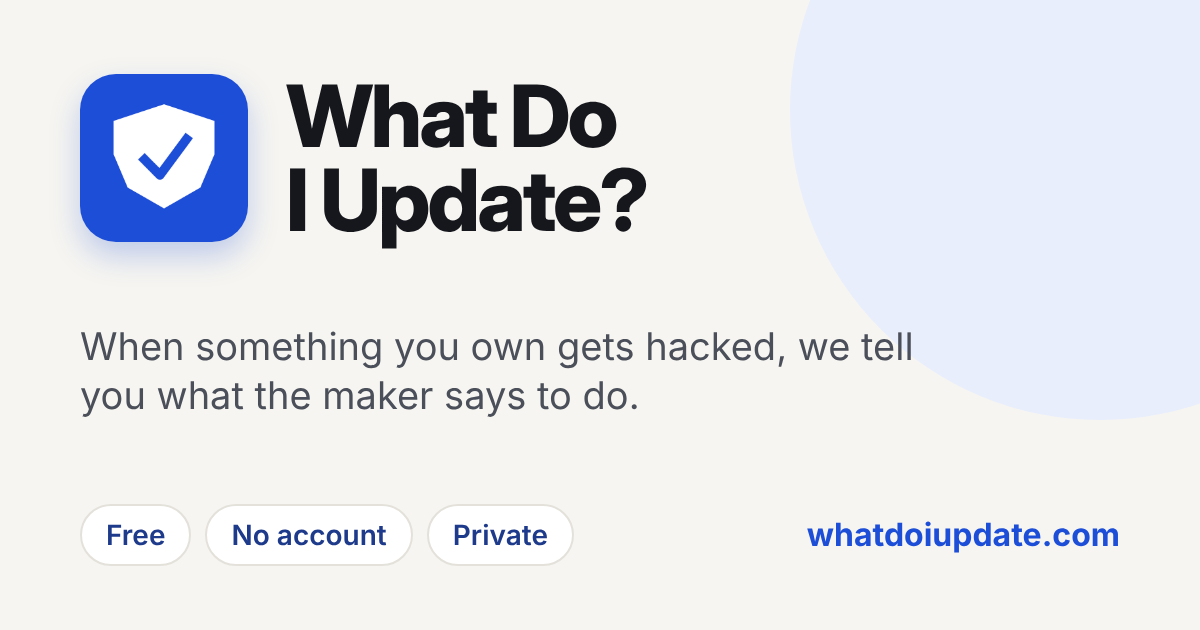 What Do
I Update?
When something you own gets hacked, we tell
you what the maker says to do.
Free
No account
Private
whatdoiupdate.com